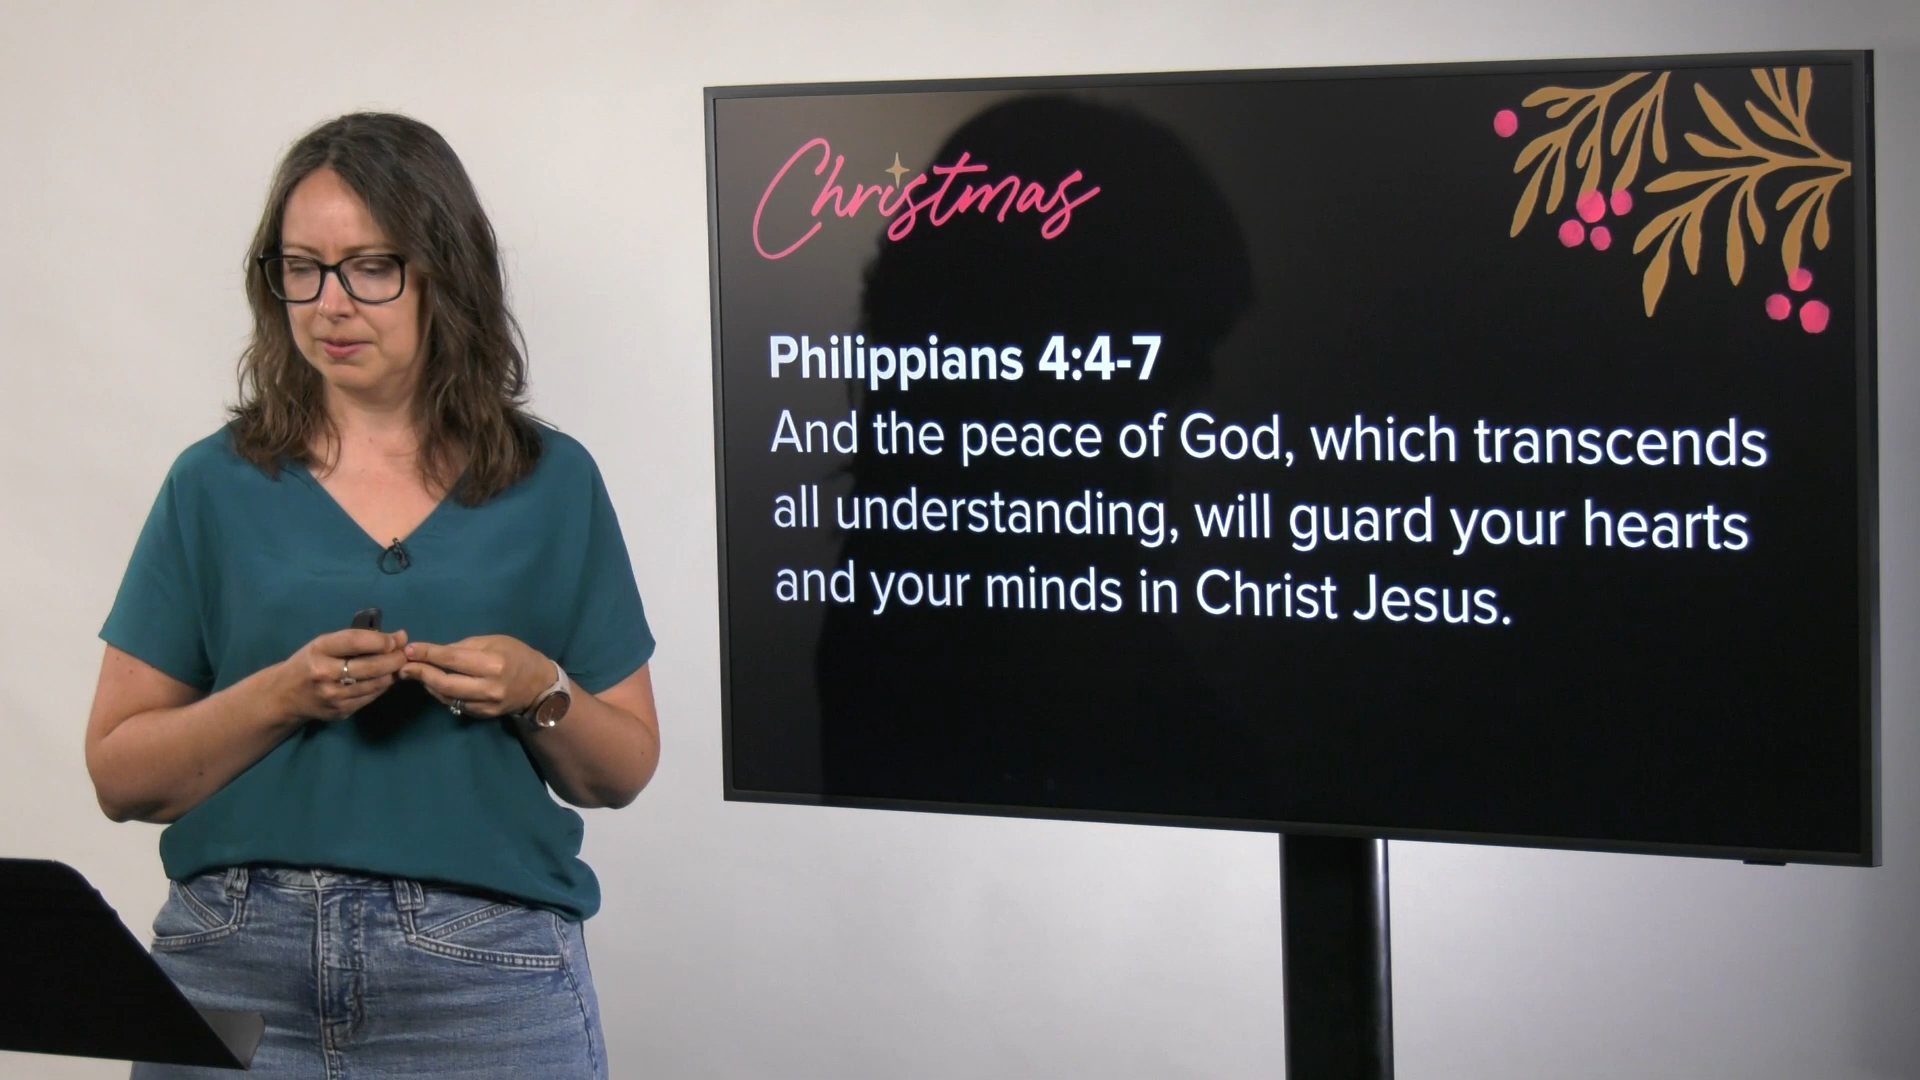 Christmas
Philippians 4:4-7
And the peace of God, which transcends
all understanding, will guard your hearts
and your minds in Christ Jesus.